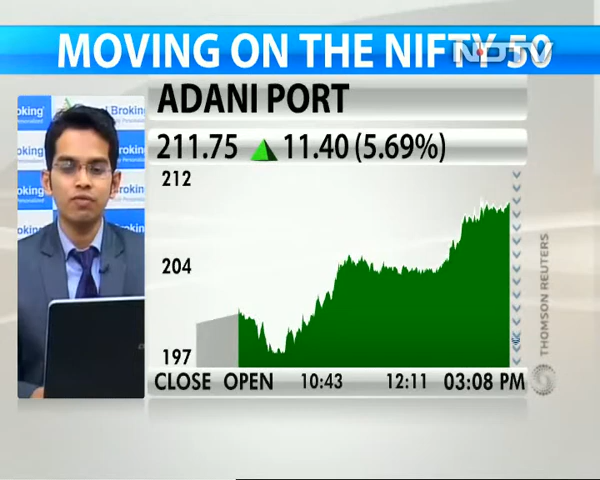 MOVING ON THE NIFTY 50
NDTV
ADANI PORT
211.75 11.40 (5.69%)
212
204
197
CLOSE OPEN 10:43 12:11 03:08 PM
THOMSON REUTERS
Broking